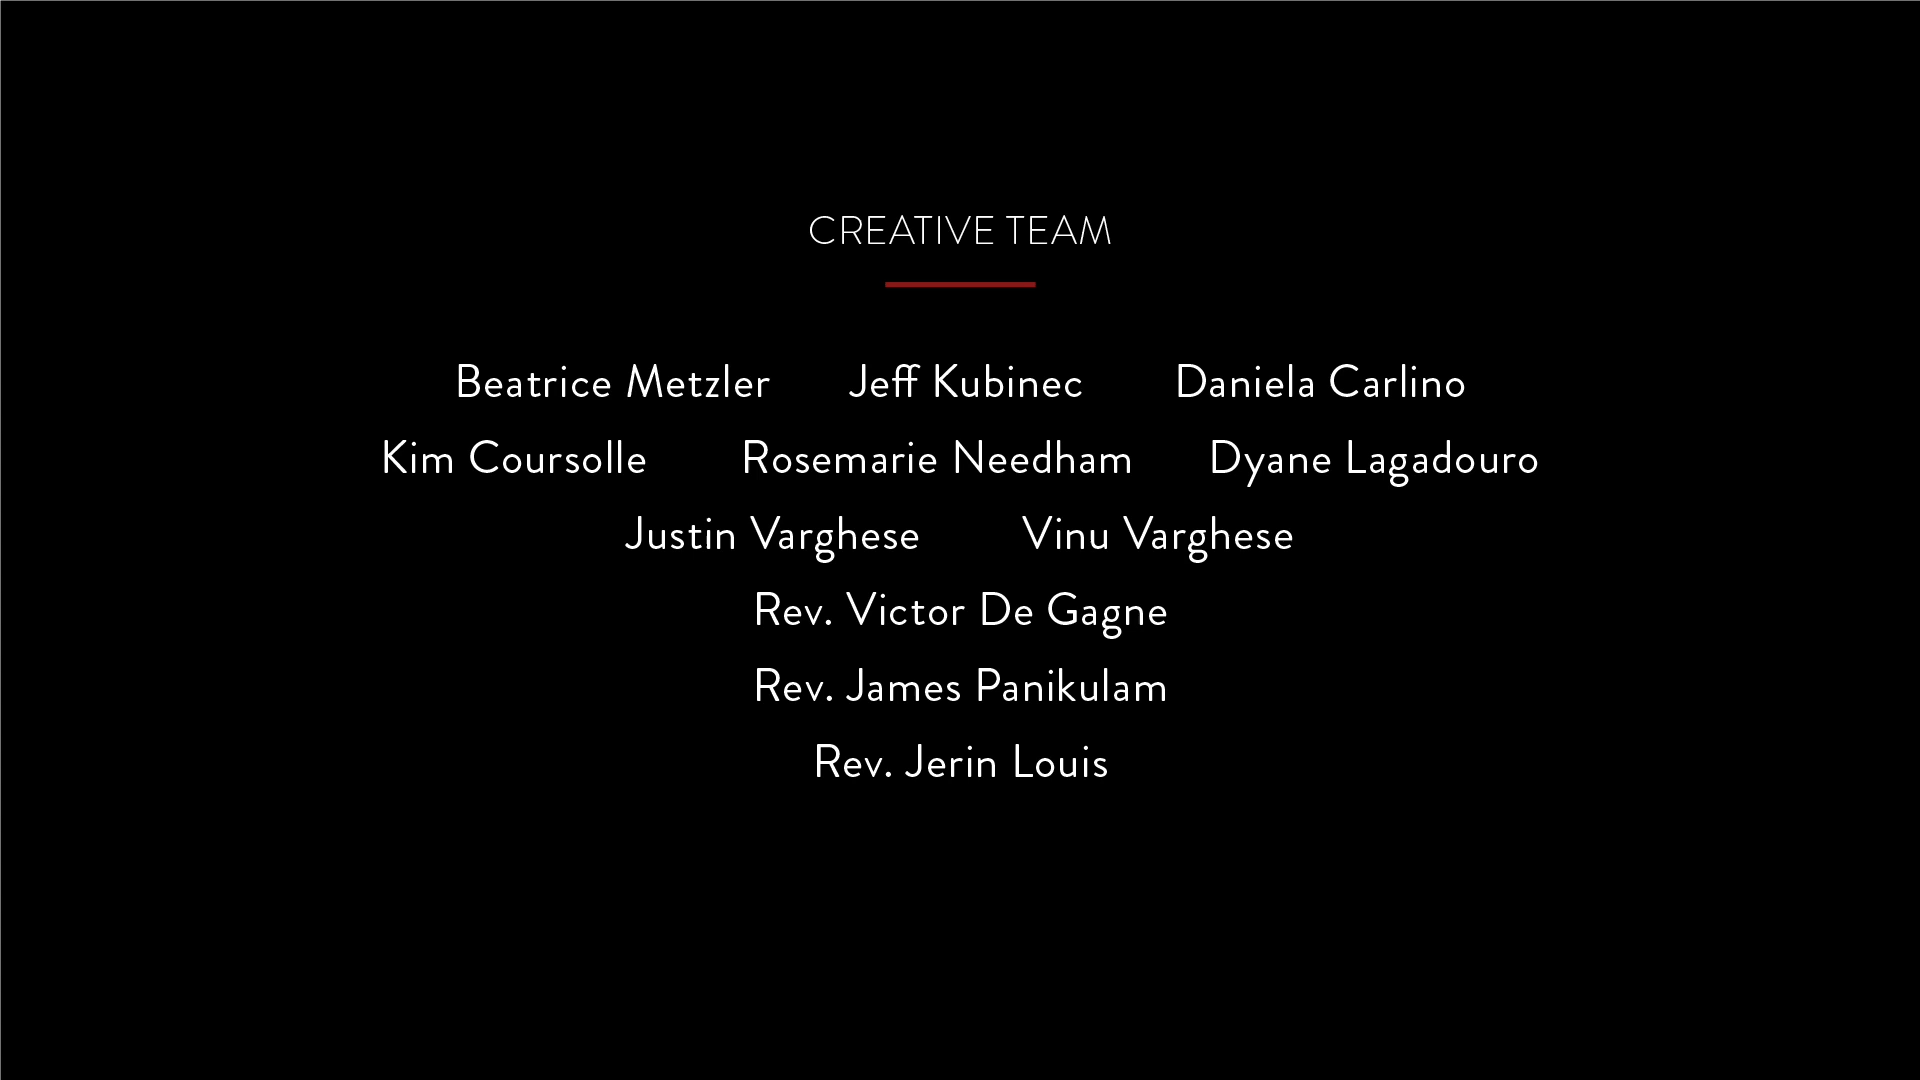 CREATIVE TEAM
Beatrice Metzler Jeff Kubinec Daniela Carlino
Kim Coursolle Rosemarie Needham Dyane Lagadouro
Justin Varghese Vinu Varghese
Rev. Victor De Gagne
Rev. James Panikulam
Rev. Jerin Louis